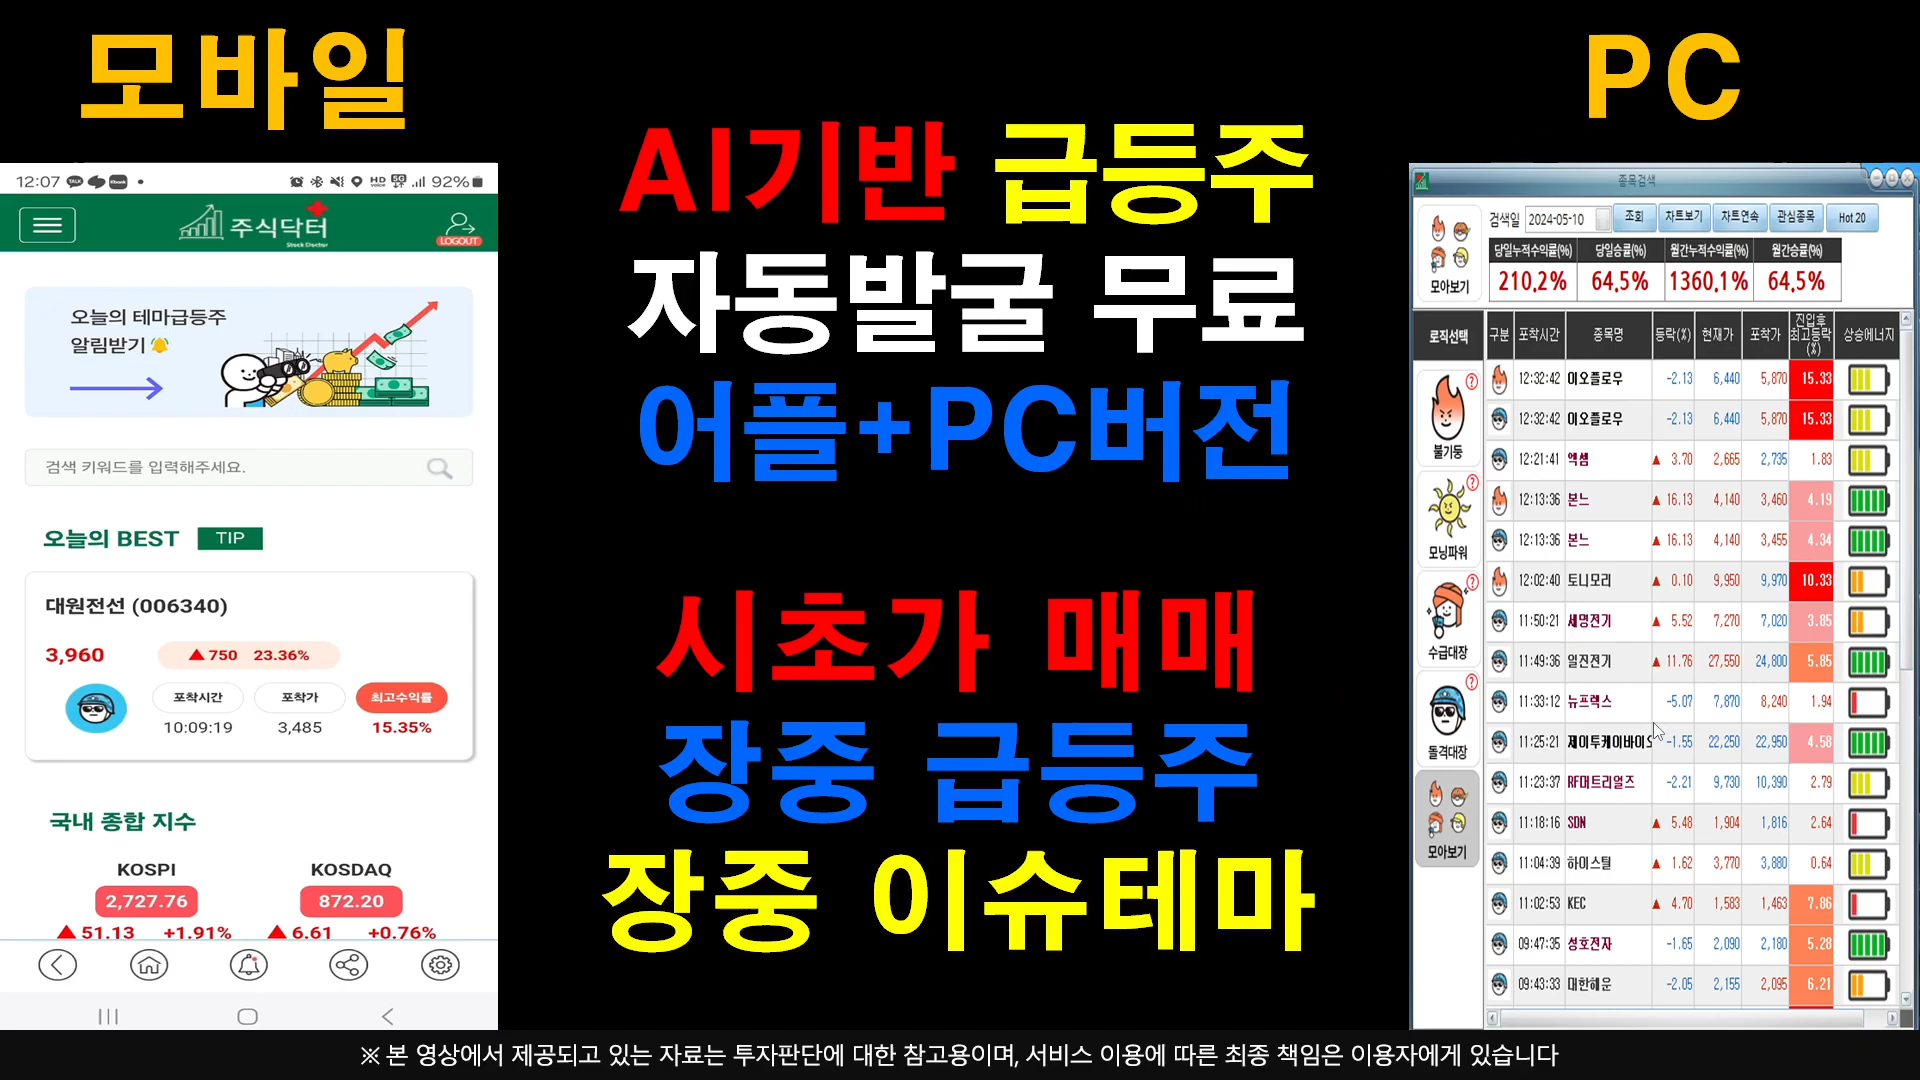 모바일
PC
AI기반 급등주
자동발굴 무료
어플+PC버전
시초가 매매
장중 급등주
장중 이슈테마
12:07
92%
주식닥터
Stock Doctor
LOGOUT
오늘의 테마급등주
알림받기
검색 키워드를 입력해주세요.
오늘의 BEST TIP
대원전선 (006340)
3,960 ▲ 750 23.36%
포착시간 포착가 최고수익률
10:09:19 3,485 15.35%
국내 종합 지수
KOSPI KOSDAQ
2,727.76 872.20
▲ 51.13 +1.91% ▲ 6.61 +0.76%
종목검색
검색일 2024-05-10 조회 차트보기 차트연속 관심종목 Hot 20
당일누적수익률(%) 당일승률(%) 월간누적수익률(%) 월간승률(%)
210.2% 64.5% 1360.1% 64.5%
모아보기
로직선택
불기둥
모닝파워
수급대장
돌격대장
모아보기
구분 포착시간 종목명 등락(%) 현재가 포착가 진입후 최고등락 (%) 상승에너지
12:32:42 이오플로우 -2.13 6,440 5,870 15.33
12:32:42 이오플로우 -2.13 6,440 5,870 15.33
12:21:41 엑셈 ▲ 3.70 2,665 2,735 1.83
12:13:36 본느 ▲ 16.13 4,140 3,460 4.19
12:13:36 본느 ▲ 16.13 4,140 3,455 4.34
12:02:40 토니모리 ▲ 0.10 9,950 9,970 10.33
11:50:21 세명전기 ▲ 5.52 7,270 7,020 3.85
11:49:36 일진전기 ▲ 11.76 27,550 24,800 5.85
11:33:12 뉴프렉스 -5.07 7,870 8,240 1.94
11:25:21 제이투케이바이오 -1.55 22,250 22,950 4.58
11:23:37 RF머트리얼즈 -2.21 9,730 10,390 2.79
11:18:16 SDN ▲ 5.48 1,904 1,816 2.64
11:04:39 하이스틸 ▲ 1.62 3,770 3,880 0.64
11:02:53 KEC ▲ 4.70 1,583 1,463 7.86
09:47:35 성호전자 -1.65 2,090 2,180 5.28
09:43:33 대한해운 -2.05 2,155 2,095 6.21
※ 본 영상에서 제공되고 있는 자료는 투자판단에 대한 참고용이며, 서비스 이용에 따른 최종 책임은 이용자에게 있습니다